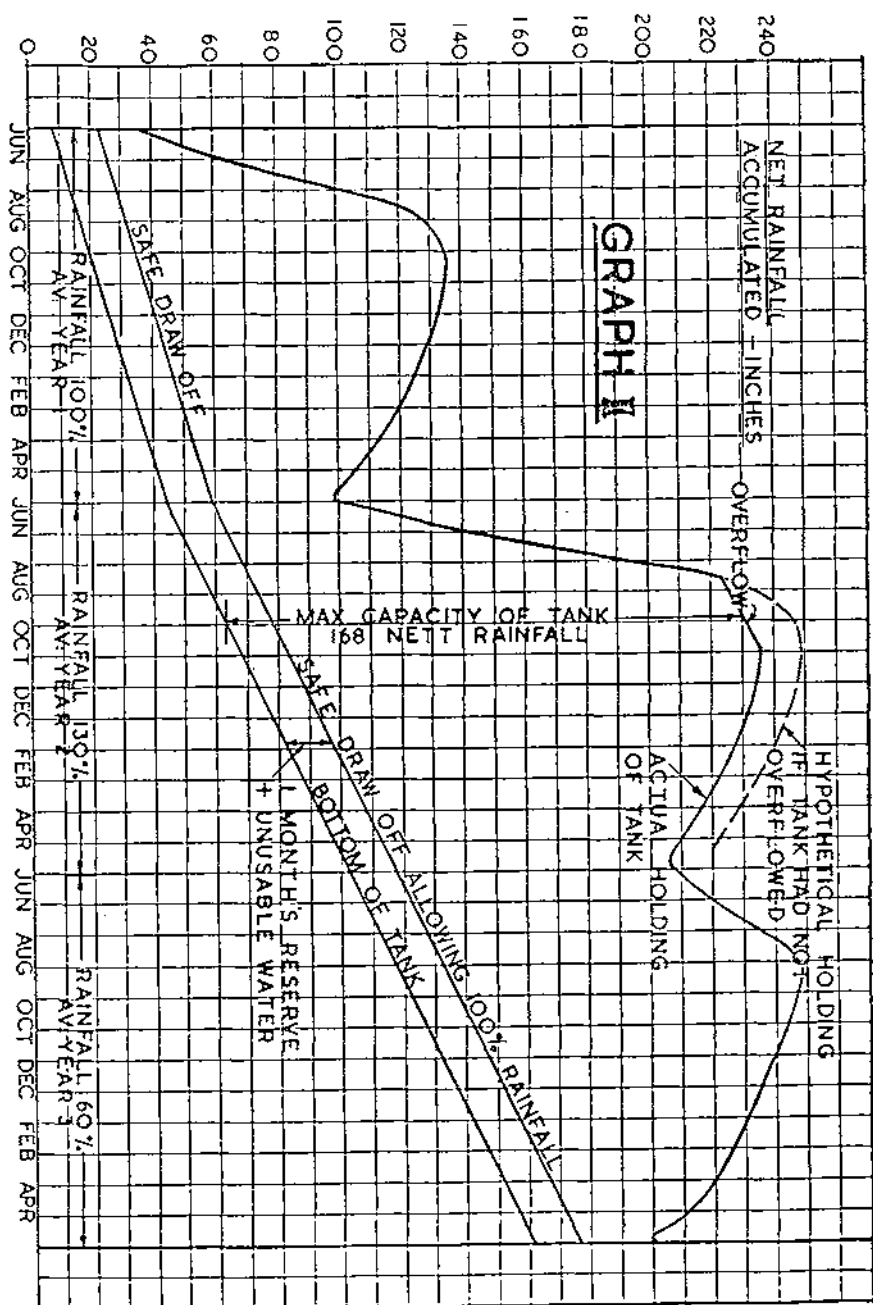 NET RAINFALL
ACCUMULATED – INCHES
240
220
200
180
160
140
120
100
80
60
40
20
0
GRAPH II
OVERFLOW
HYPOTHETICAL HOLDING
IF TANK HAD NOT
OVERFLOWED
ACTUAL HOLDING
OF TANK
MAX CAPACITY OF TANK
168 NETT RAINFALL
SAFE DRAW OFF
SAFE DRAW OFF ALLOWING 100% RAINFALL
BOTTOM OF TANK
1 MONTH'S RESERVE
+ UNUSABLE WATER
RAINFALL 100%
AV. YEAR 1
RAINFALL 130%
AV. YEAR 2
RAINFALL 60%
AV. YEAR 3
JUN AUG OCT DEC FEB APR JUN AUG OCT DEC FEB APR JUN AUG OCT DEC FEB APR